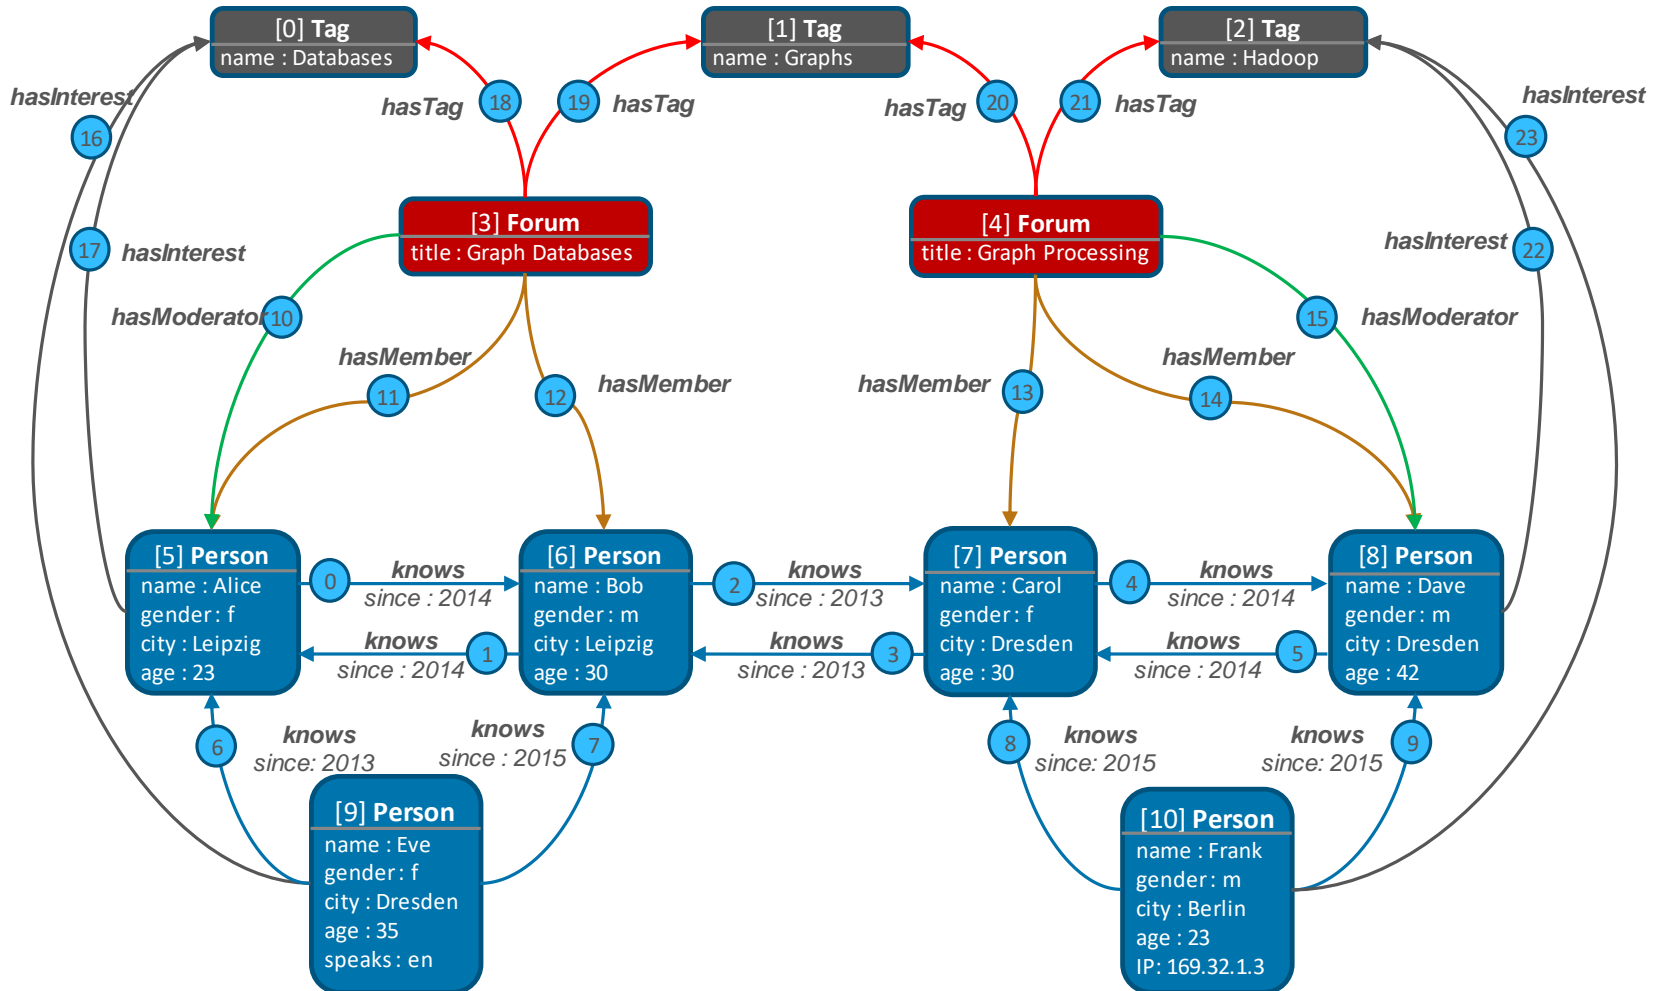 [0] Tag
name : Databases
[1] Tag
name : Graphs
[2] Tag
name : Hadoop
hasInterest
16
hasTag
18
19
hasTag
hasTag
20
21
hasTag
hasInterest
23
[3] Forum
title : Graph Databases
[4] Forum
title : Graph Processing
17
hasInterest
hasInterest
22
hasModerator
10
15
hasModerator
hasMember
11
12
hasMember
hasMember
13
hasMember
14
[5] Person
name : Alice
gender : f
city : Leipzig
age : 23
0
knows
since : 2014
knows
1
since : 2014
[6] Person
name : Bob
gender : m
city : Leipzig
age : 30
2
knows
since : 2013
knows
3
since : 2013
[7] Person
name : Carol
gender : f
city : Dresden
age : 30
4
knows
since : 2014
knows
5
since : 2014
[8] Person
name : Dave
gender : m
city : Dresden
age : 42
6
knows
since: 2013
knows
since : 2015
7
8
knows
since: 2015
knows
since: 2015
9
[9] Person
name : Eve
gender : f
city : Dresden
age : 35
speaks : en
[10] Person
name : Frank
gender : m
city : Berlin
age : 23
IP: 169.32.1.3